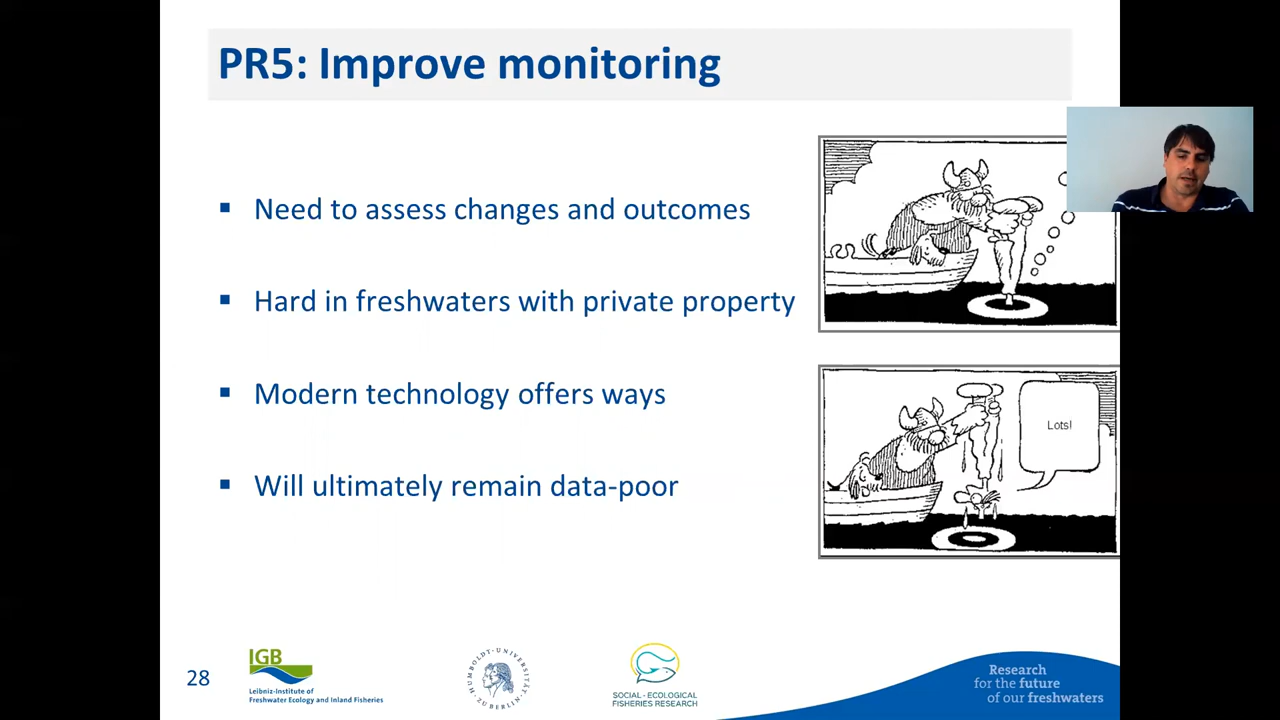 PR5: Improve monitoring
Need to assess changes and outcomes
Hard in freshwaters with private property
Modern technology offers ways
Will ultimately remain data-poor
Lots!
28
IGB
Leibniz-Institute of
Freshwater Ecology and Inland Fisheries
HUMBOLDT-UNIVERSITÄT ZU BERLIN
SOCIAL-ECOLOGICAL
FISHERIES RESEARCH
Research
for the future
of our freshwaters